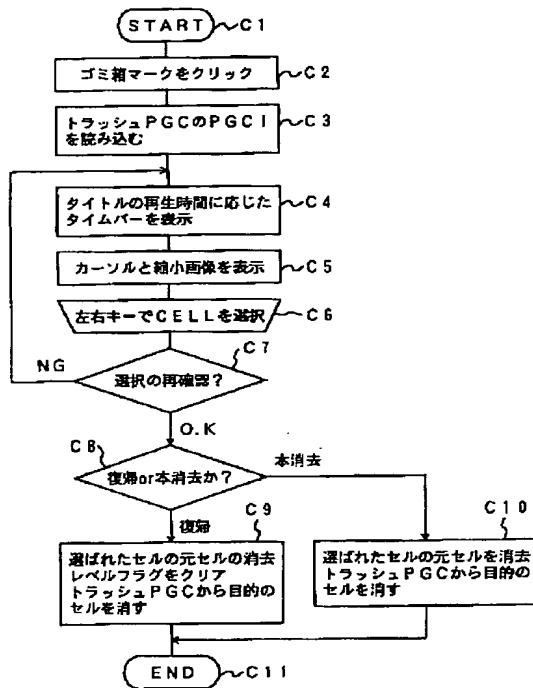 START
C1
ゴミ箱マークをクリック
C2
トラッシュPGCのPGCI
を読み込む
C3
タイトルの再生時間に応じた
タイムバーを表示
C4
カーソルと縮小画像を表示
C5
左右キーでCELLを選択
C6
C7
NG
選択の再確認？
O.K
C8
本消去
復帰or本消去か？
C9
復帰
C10
選ばれたセルの元セルの消去
レベルフラグをクリア
トラッシュPGCから目的の
セルを消す
選ばれたセルの元セルを消去
トラッシュPGCから目的の
セルを消す
END
C11